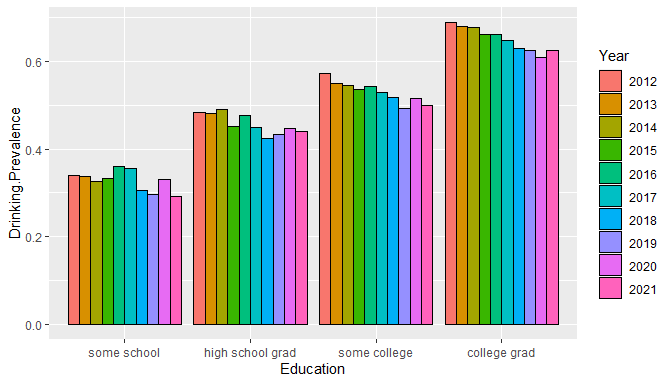 Drinking.Prevalence
0.6
0.4
0.2
0.0
some school
high school grad
some college
college grad
Education
Year
2012
2013
2014
2015
2016
2017
2018
2019
2020
2021